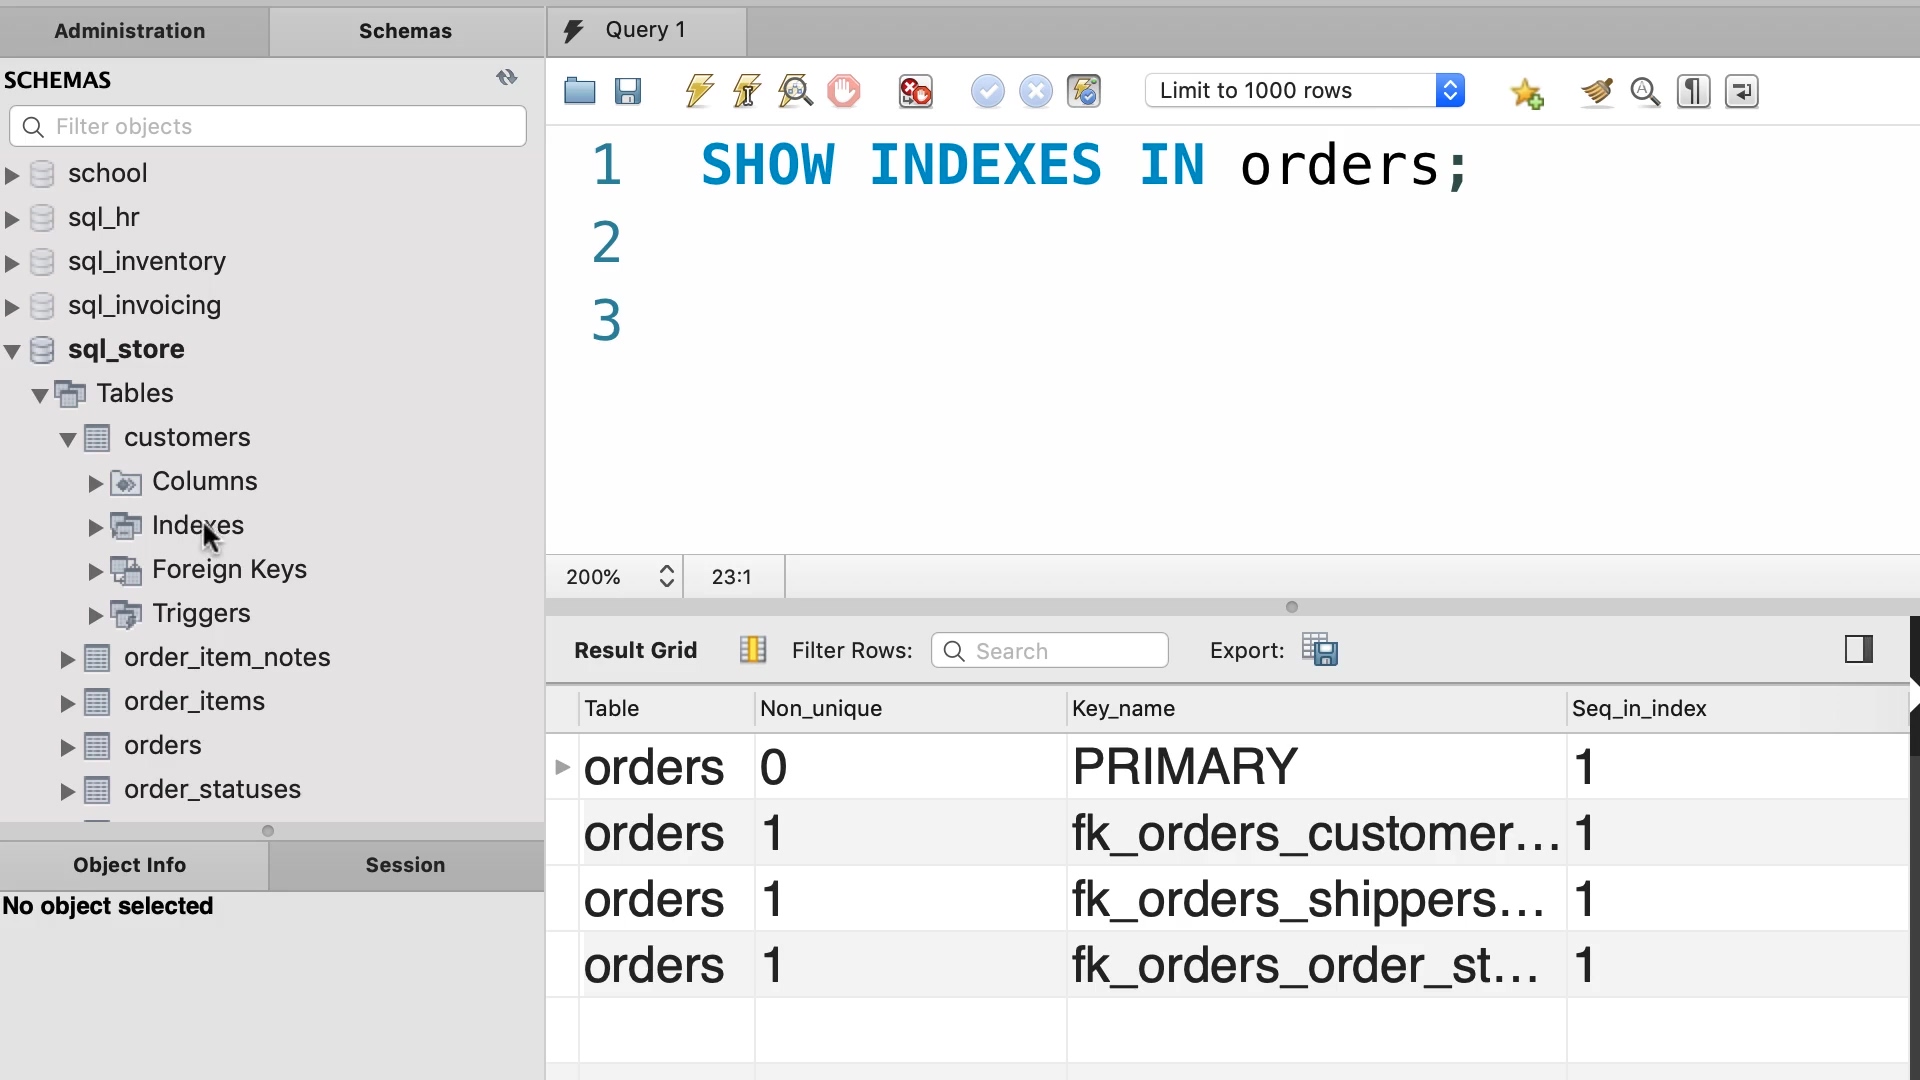 Administration
Schemas
SCHEMAS
Filter objects
school
sql_hr
sql_inventory
sql_invoicing
sql_store
Tables
customers
Columns
Indexes
Foreign Keys
Triggers
order_item_notes
order_items
orders
order_statuses
Object Info
Session
No object selected
Query 1
Limit to 1000 rows
1 SHOW INDEXES IN orders;
2
3
200% 23:1
Result Grid Filter Rows: Search Export:
Table Non_unique Key_name Seq_in_index
orders 0 PRIMARY 1
orders 1 fk_orders_customer... 1
orders 1 fk_orders_shippers... 1
orders 1 fk_orders_order_st... 1